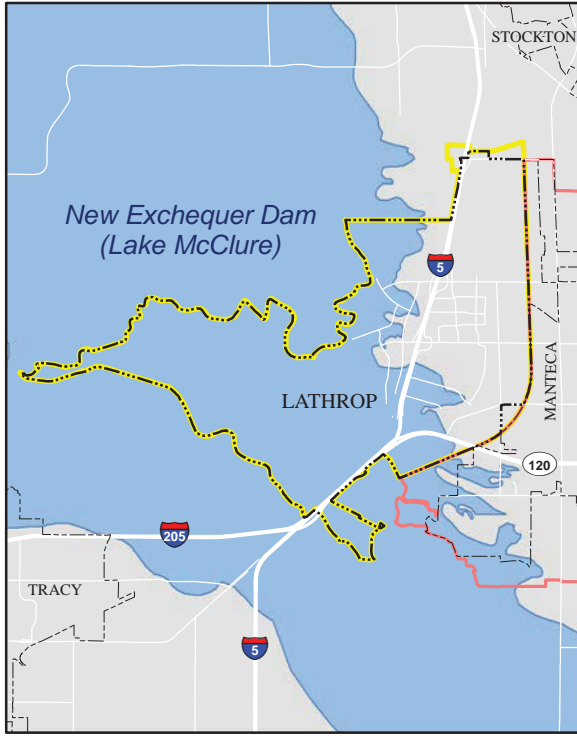 STOCKTON
New Exchequer Dam
(Lake McClure)
5
MANTECA
LATHROP
120
205
TRACY
5